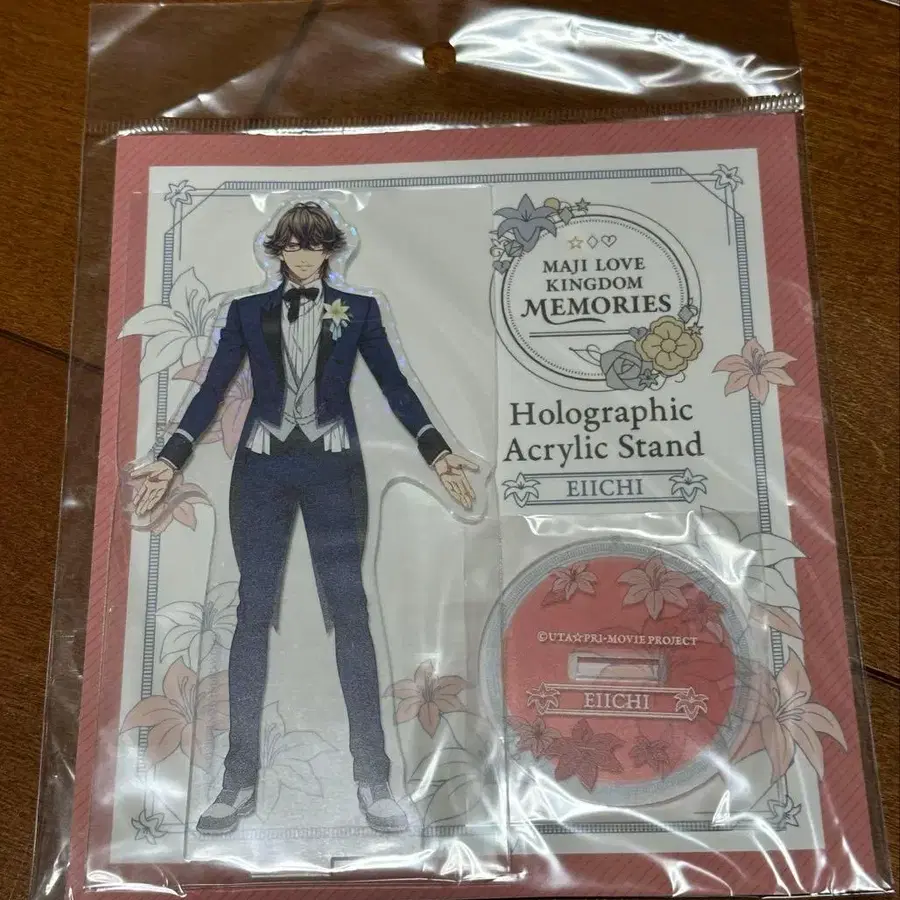 MAJI LOVE
KINGDOM
MEMORIES
Holographic
Acrylic Stand
EIICHI
©UTA☆PRI-MOVIE PROJECT
EIICHI